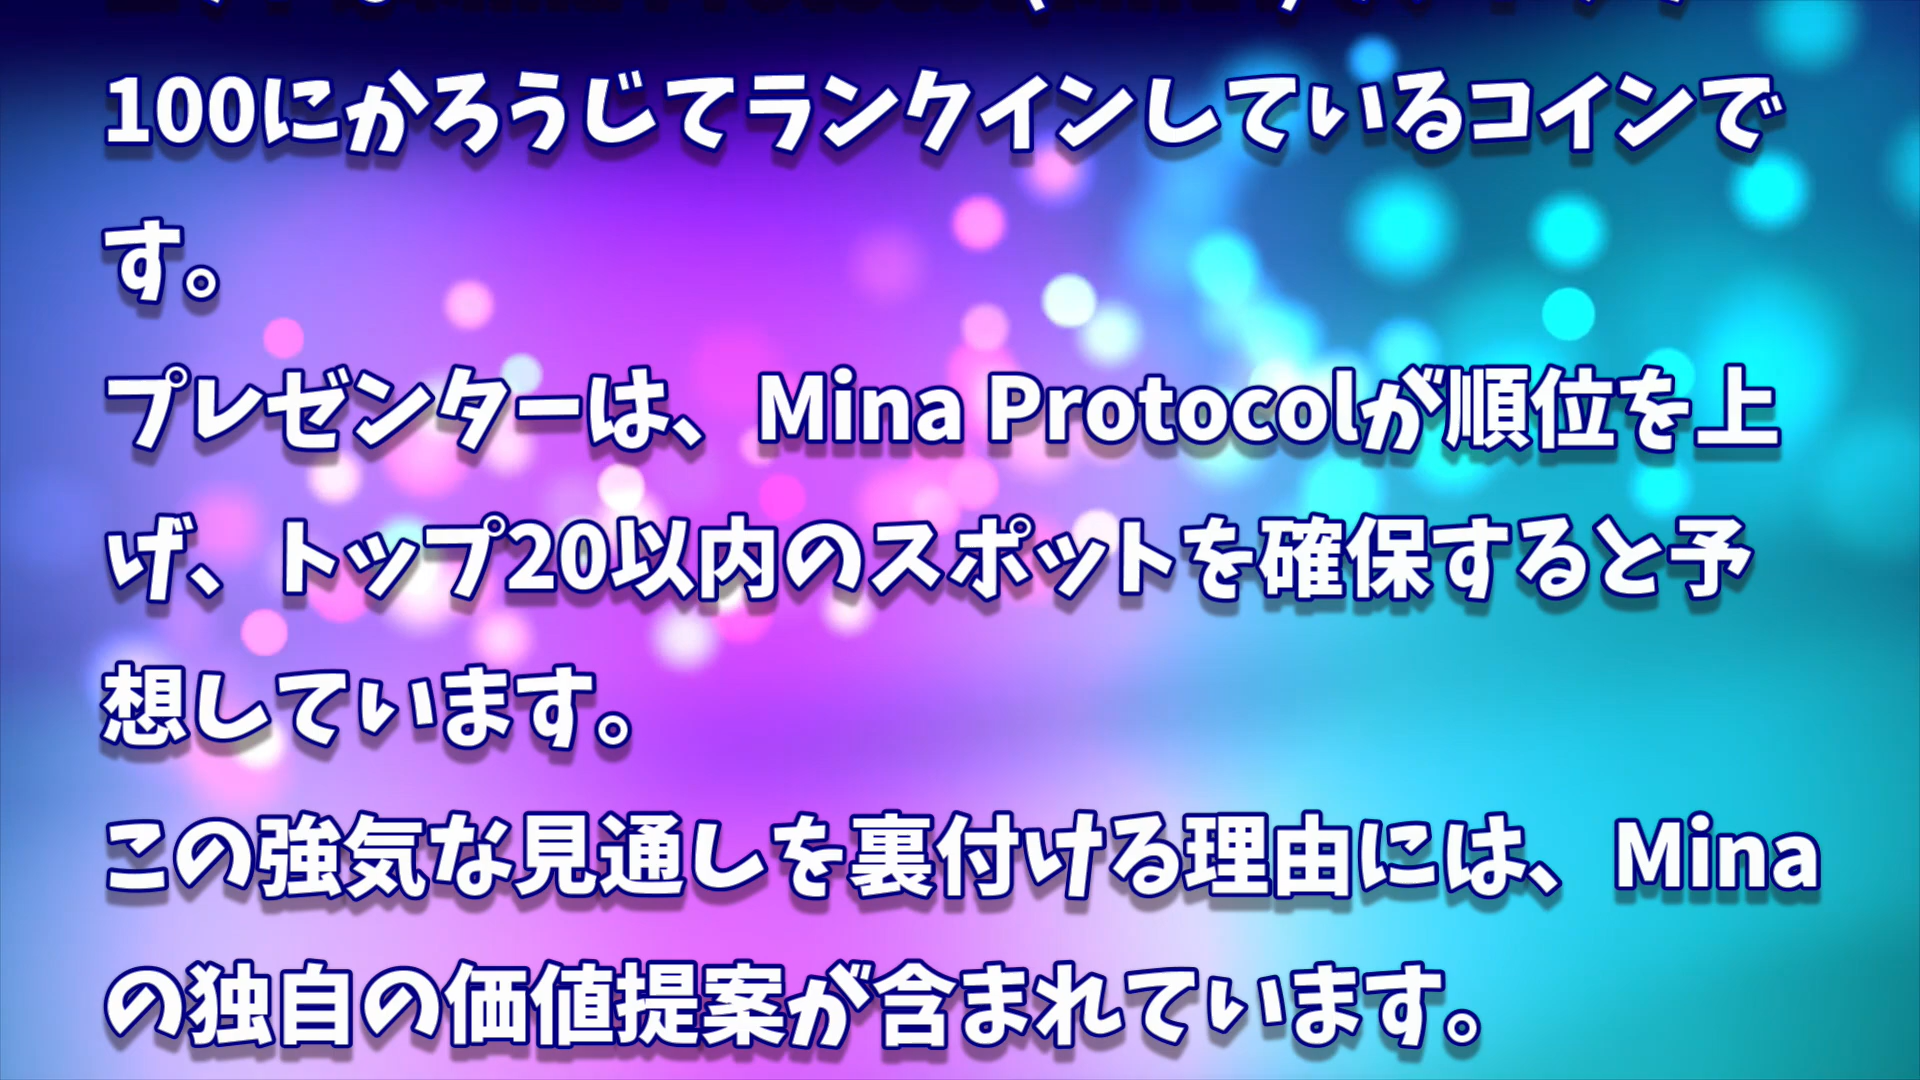 100にかろうじてランクインしているコインで
す。
プレゼンターは、Mina Protocolが順位を上
げ、トップ20以内のスポットを確保すると予
想しています。
この強気な見通しを裏付ける理由には、Mina
の独自の価値提案が含まれています。